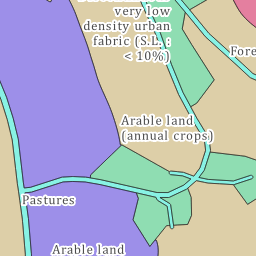 very low
density urban
fabric (S.L. :
< 10%)
Fore
Arable land
(annual crops)
Pastures
Arable land